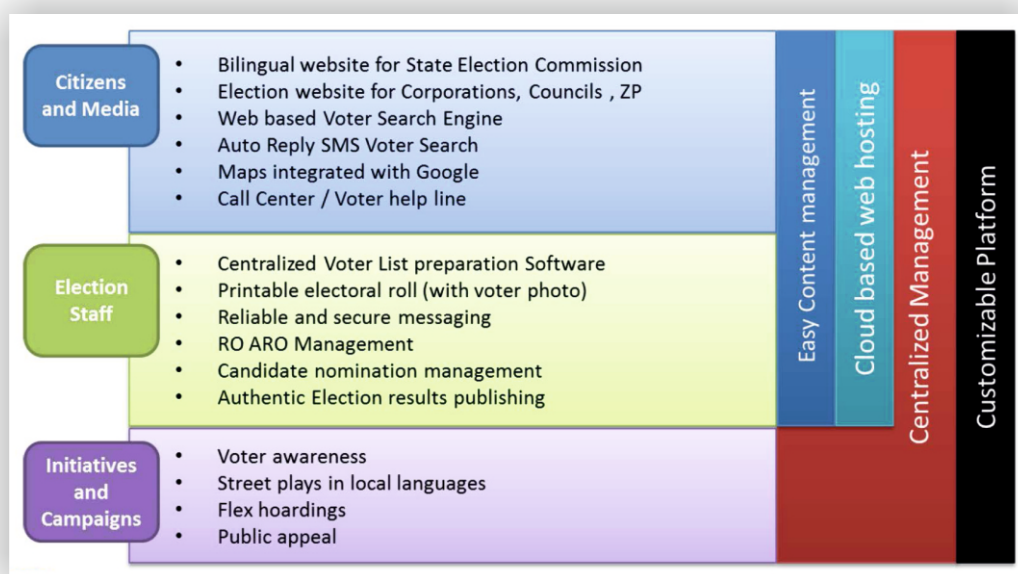 Citizens
and Media
• Bilingual website for State Election Commission
• Election website for Corporations, Councils , ZP
• Web based Voter Search Engine
• Auto Reply SMS Voter Search
• Maps integrated with Google
• Call Center / Voter help line
Election
Staff
• Centralized Voter List preparation Software
• Printable electoral roll (with voter photo)
• Reliable and secure messaging
• RO ARO Management
• Candidate nomination management
• Authentic Election results publishing
Initiatives
and
Campaigns
• Voter awareness
• Street plays in local languages
• Flex hoardings
• Public appeal
Easy Content management
Cloud based web hosting
Centralized Management
Customizable Platform